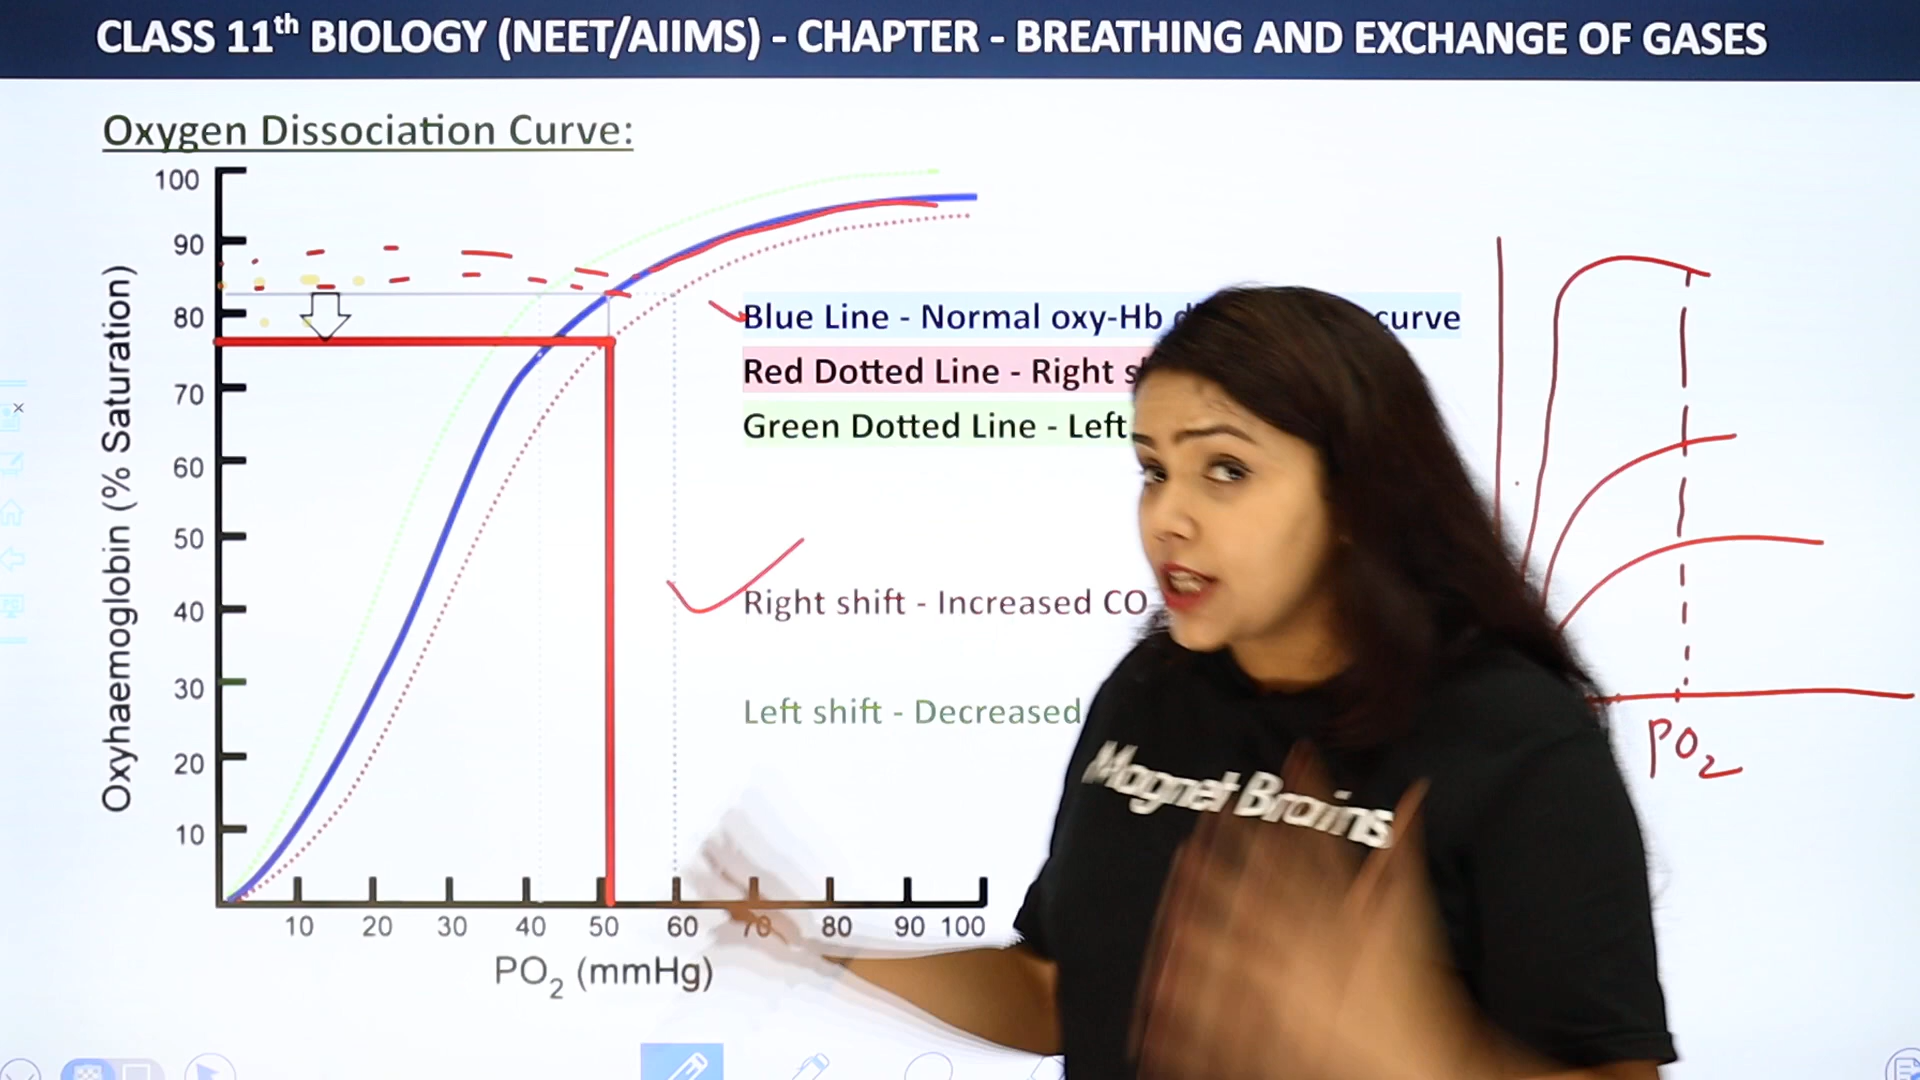 CLASS 11th BIOLOGY (NEET/AIIMS) - CHAPTER - BREATHING AND EXCHANGE OF GASES
Oxygen Dissociation Curve:
Oxyhaemoglobin (% Saturation)
100
90
80
70
60
50
40
30
20
10
10 20 30 40 50 60 70 80 90 100
PO2 (mmHg)
Blue Line - Normal oxy-Hb curve
Red Dotted Line - Right
Green Dotted Line - Left
Right shift - Increased CO
Left shift - Decreased
PO2
Magnet Brains